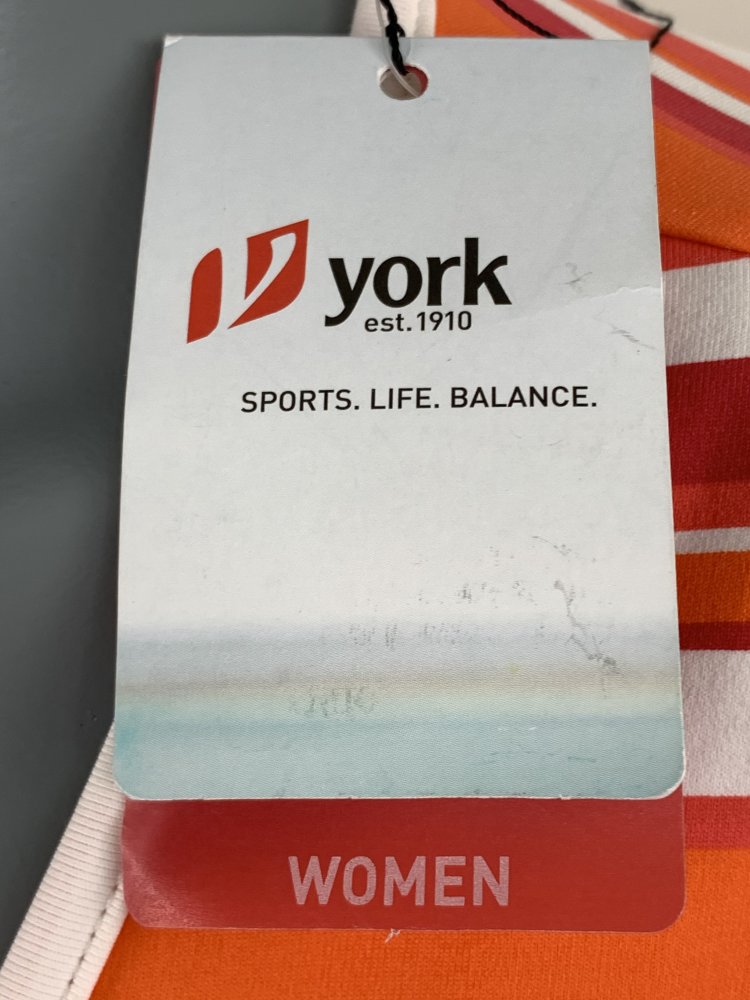 york
est.1910
SPORTS. LIFE. BALANCE.
WOMEN